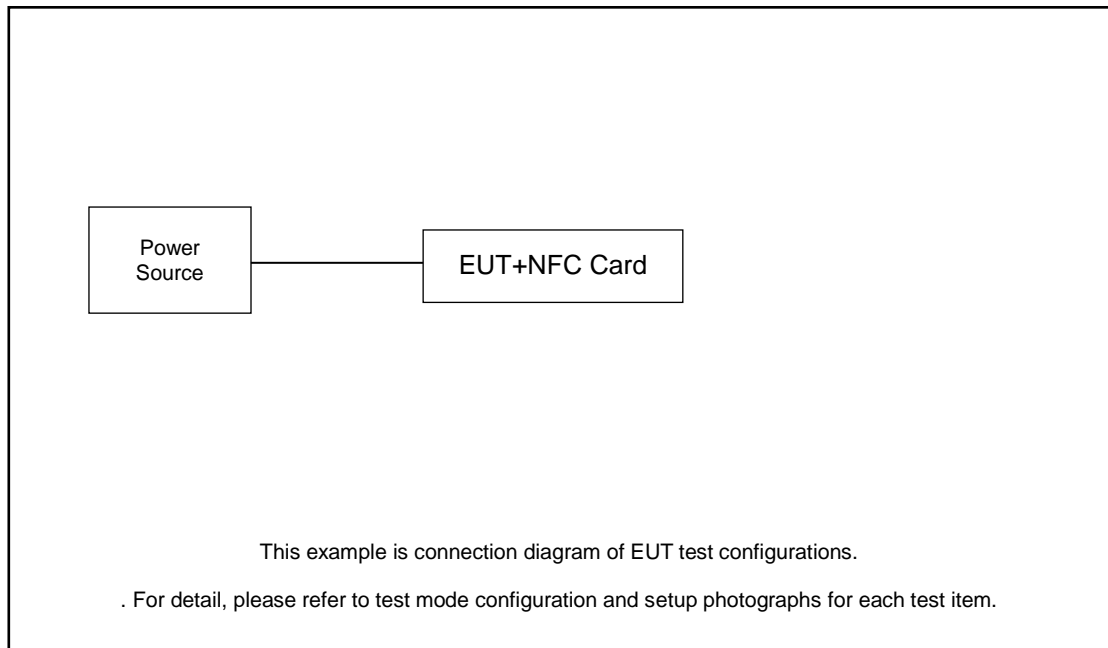 Power
Source
EUT+NFC Card
This example is connection diagram of EUT test configurations.
. For detail, please refer to test mode configuration and setup photographs for each test item.